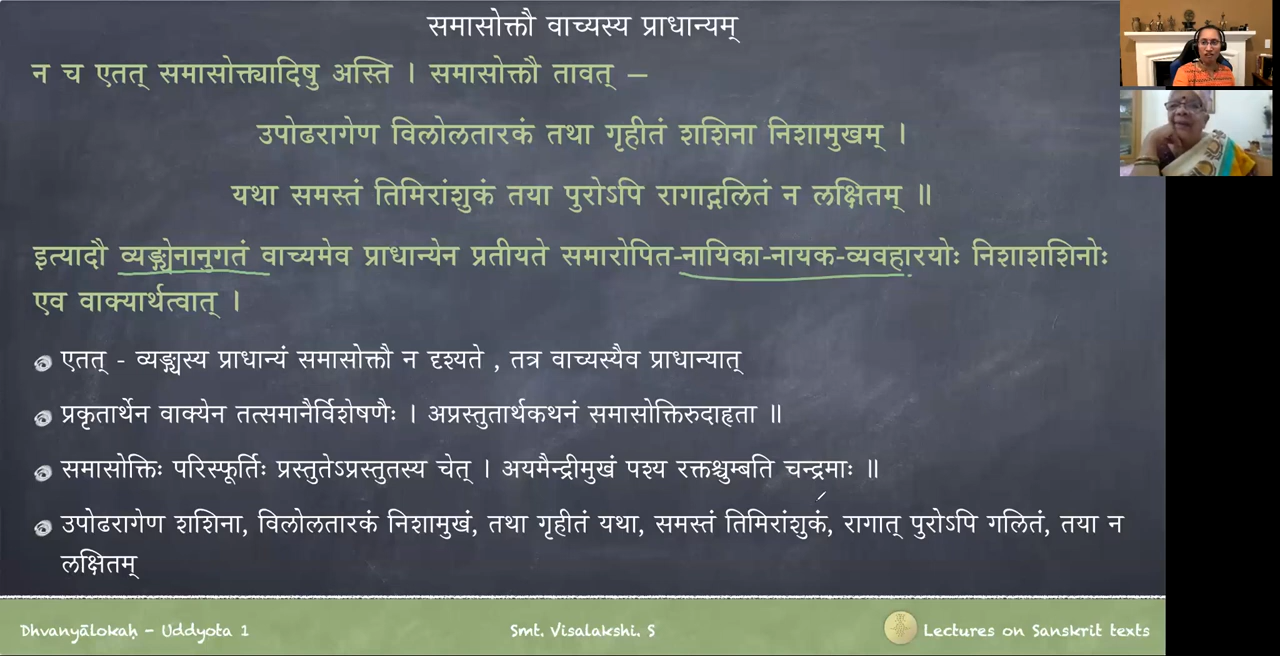 समासोक्तौ वाच्यस्य प्राधान्यम्
न च एतत् समासोक्त्यादिषु अस्ति । समासोक्तौ तावत् –
उपोढरागेण विलोलतारकं तथा गृहीतं शशिना निशामुखम् ।
यथा समस्तं तिमिरांशुकं तया पुरोऽपि रागाद्गलितं न लक्षितम् ॥
इत्यादौ व्यङ्ग्येनानुगतं वाच्यमेव प्राधान्येन प्रतीयते समारोपित-नायिका-नायक-व्यवहारयोः निशाशशिनोः
एव वाक्यार्थत्वात् ।
एतत् - व्यङ्ग्यस्य प्राधान्यं समासोक्तौ न दृश्यते , तत्र वाच्यस्यैव प्राधान्यात्
प्रकृतार्थेन वाक्येन तत्समानैर्विशेषणैः । अप्रस्तुतार्थकथनं समासोक्तिरुदाहृता ॥
समासोक्तिः परिस्फूर्तिः प्रस्तुतेऽप्रस्तुतस्य चेत् । अयमैन्द्रीमुखं पश्य रक्तश्चुम्बति चन्द्रमाः ॥
उपोढरागेण शशिना, विलोलतारकं निशामुखं, तथा गृहीतं यथा, समस्तं तिमिरांशुकं, रागात् पुरोऽपि गलितं, तया न
लक्षितम्
Dhvanyālokaḥ – Uddyota 1
Smt. Visalakshi. S
Lectures on Sanskrit texts